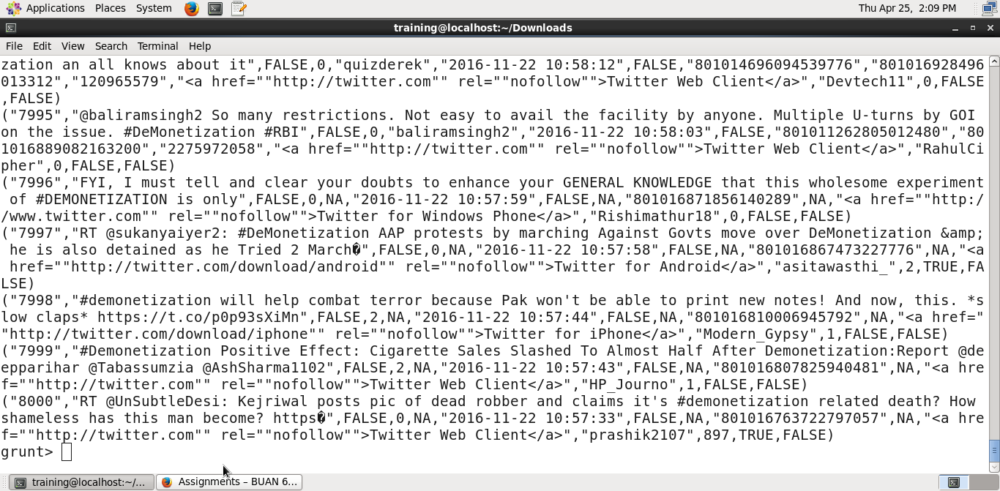 Applications Places System Thu Apr 25, 2:09 PM
training@localhost:~/Downloads
File Edit View Search Terminal Help
zation an all knows about it",FALSE,0,"quizderek","2016-11-22 10:58:12",FALSE,"801014696094539776","801016928496
013312","120965579","<a href=""http://twitter.com"" rel=""nofollow"">Twitter Web Client</a>","Devtech11",0,FALSE
,FALSE)
("7995","@baliramsingh2 So many restrictions. Not easy to avail the facility by anyone. Multiple U-turns by GOI
on the issue. #DeMonetization #RBI",FALSE,0,"baliramsingh2","2016-11-22 10:58:03",FALSE,"801011262805012480","80
1016889082163200","2275972058","<a href=""http://twitter.com"" rel=""nofollow"">Twitter Web Client</a>","RahulCi
pher",0,FALSE,FALSE)
("7996","FYI, I must tell and clear your doubts to enhance your GENERAL KNOWLEDGE that this wholesome experiment
 of #DEMONETIZATION is only",FALSE,0,NA,"2016-11-22 10:57:59",FALSE,NA,"801016871856140289",NA,"<a href=""http:/
/www.twitter.com"" rel=""nofollow"">Twitter for Windows Phone</a>","Rishimathur18",0,FALSE,FALSE)
("7997","RT @sukanyaiyer2: #DeMonetization AAP protests by marching Against Govts move over DeMonetization &amp;
 he is also detained as he Tried 2 March�",FALSE,0,NA,"2016-11-22 10:57:58",FALSE,NA,"801016867473227776",NA,"<a
 href=""http://twitter.com/download/android"" rel=""nofollow"">Twitter for Android</a>","asitawasthi_",2,TRUE,FA
LSE)
("7998","#demonetization will help combat terror because Pak won't be able to print new notes! And now, this. *s
low claps* https://t.co/p0p93sXiMn",FALSE,2,NA,"2016-11-22 10:57:44",FALSE,NA,"801016810006945792",NA,"<a href="
"http://twitter.com/download/iphone"" rel=""nofollow"">Twitter for iPhone</a>","Modern_Gypsy",1,FALSE,FALSE)
("7999","#Demonetization Positive Effect: Cigarette Sales Slashed To Almost Half After Demonetization:Report @de
epparihar @Tabassumzia @AshSharma1102",FALSE,2,NA,"2016-11-22 10:57:43",FALSE,NA,"801016807825940481",NA,"<a hre
f=""http://twitter.com"" rel=""nofollow"">Twitter Web Client</a>","HP_Journo",1,FALSE,FALSE)
("8000","RT @UnSubtleDesi: Kejriwal posts pic of dead robber and claims it's #demonetization related death? How
shameless has this man become? https�",FALSE,0,NA,"2016-11-22 10:57:33",FALSE,NA,"801016763722797057",NA,"<a hre
f=""http://twitter.com"" rel=""nofollow"">Twitter Web Client</a>","prashik2107",897,TRUE,FALSE)
grunt>
training@localhost:~/... Assignments – BUAN 6...